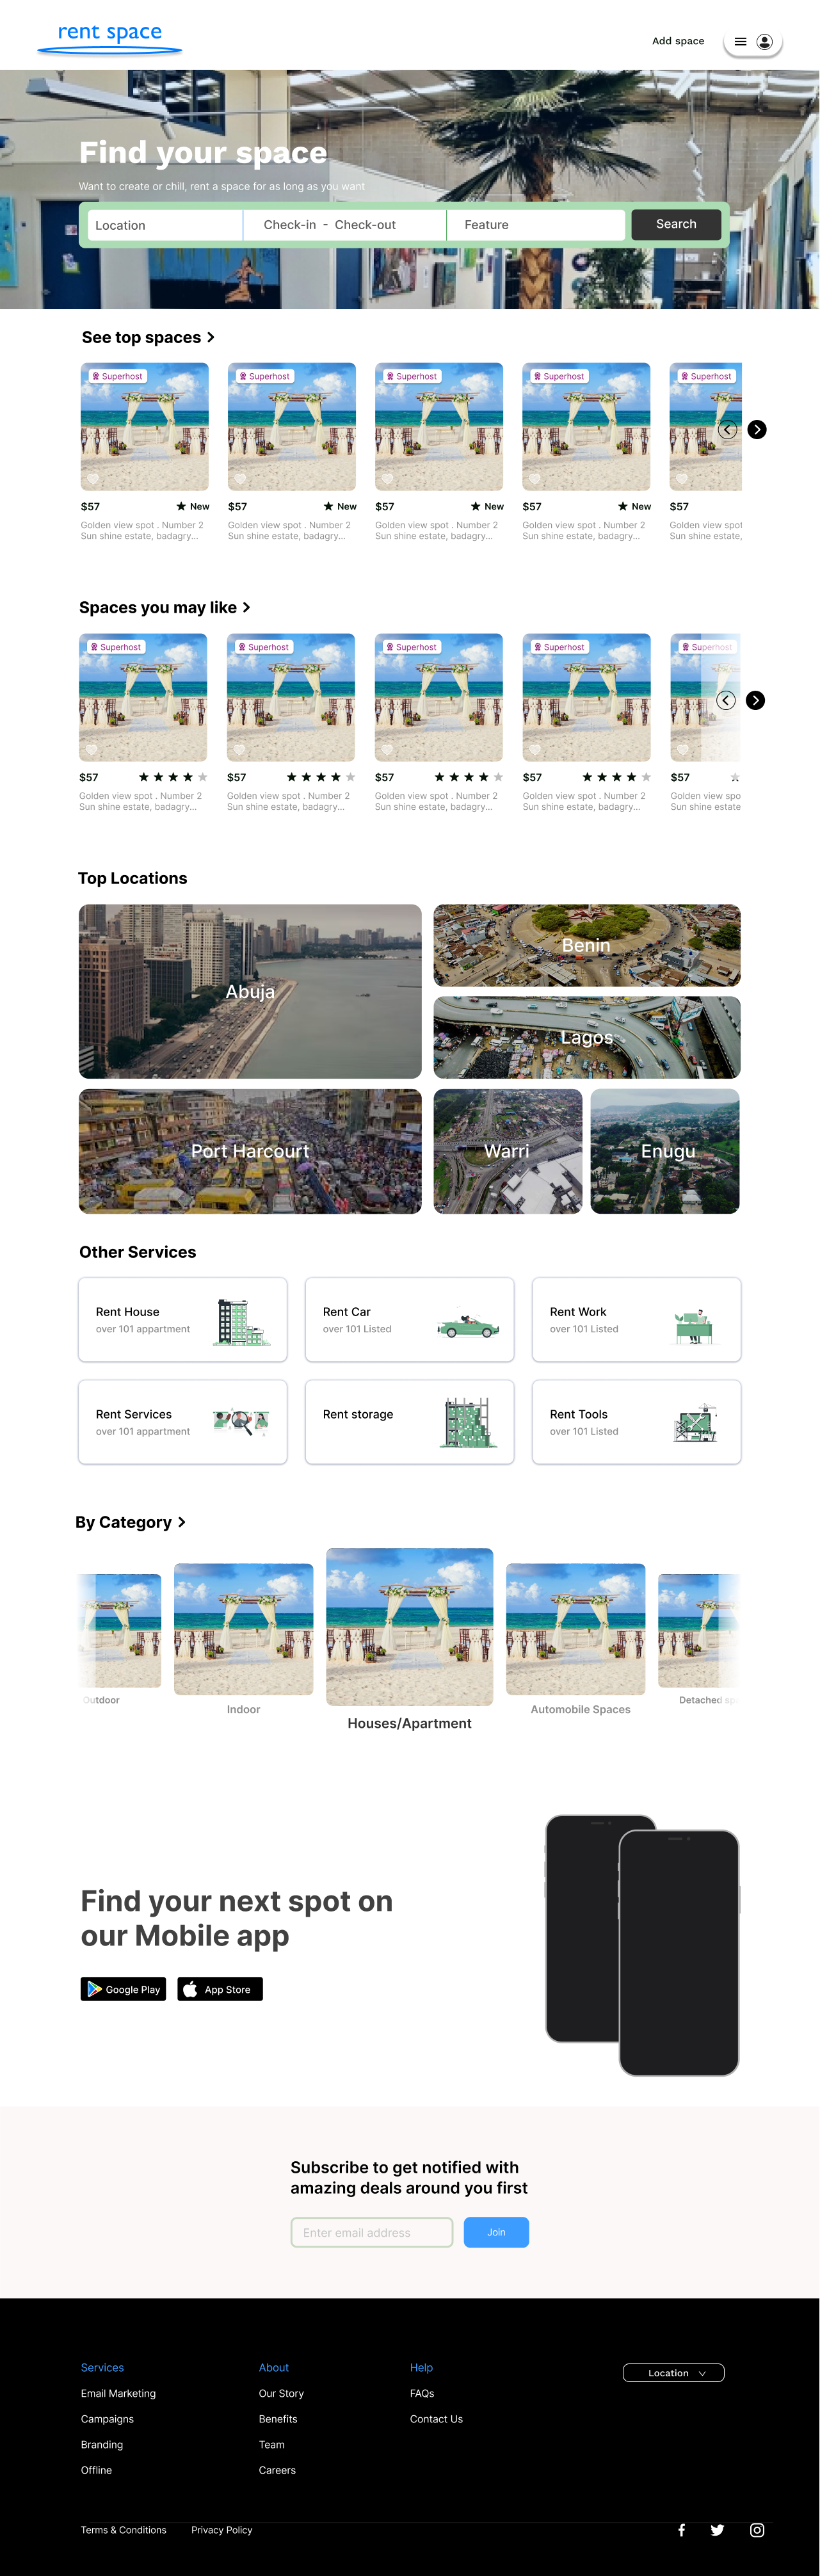 rent space
Add space
Find your space
Want to create or chill, rent a space for as long as you want
Location
Check-in - Check-out
Feature
Search
See top spaces
Superhost
Superhost
Superhost
Superhost
Superhost
$57
New
$57
New
$57
New
$57
New
$57
Golden view spot . Number 2
Sun shine estate, badagry...
Golden view spot . Number 2
Sun shine estate, badagry...
Golden view spot . Number 2
Sun shine estate, badagry...
Golden view spot . Number 2
Sun shine estate, badagry...
Golden view spot
Sun shine estate,
Spaces you may like
Superhost
Superhost
Superhost
Superhost
Superhost
$57
$57
$57
$57
$57
Golden view spot . Number 2
Sun shine estate, badagry...
Golden view spot . Number 2
Sun shine estate, badagry...
Golden view spot . Number 2
Sun shine estate, badagry...
Golden view spot . Number 2
Sun shine estate, badagry...
Golden view spo
Sun shine estate
Top Locations
Abuja
Benin
Lagos
Port Harcourt
Warri
Enugu
Other Services
Rent House
over 101 appartment
Rent Car
over 101 Listed
Rent Work
over 101 Listed
Rent Services
over 101 appartment
Rent storage
Rent Tools
over 101 Listed
By Category
Outdoor
Indoor
Houses/Apartment
Automobile Spaces
Detached sp
Find your next spot on
our Mobile app
Google Play
App Store
Subscribe to get notified with
amazing deals around you first
Enter email address
Join
Services
Email Marketing
Campaigns
Branding
Offline
About
Our Story
Benefits
Team
Careers
Help
FAQs
Contact Us
Location
Terms & Conditions
Privacy Policy